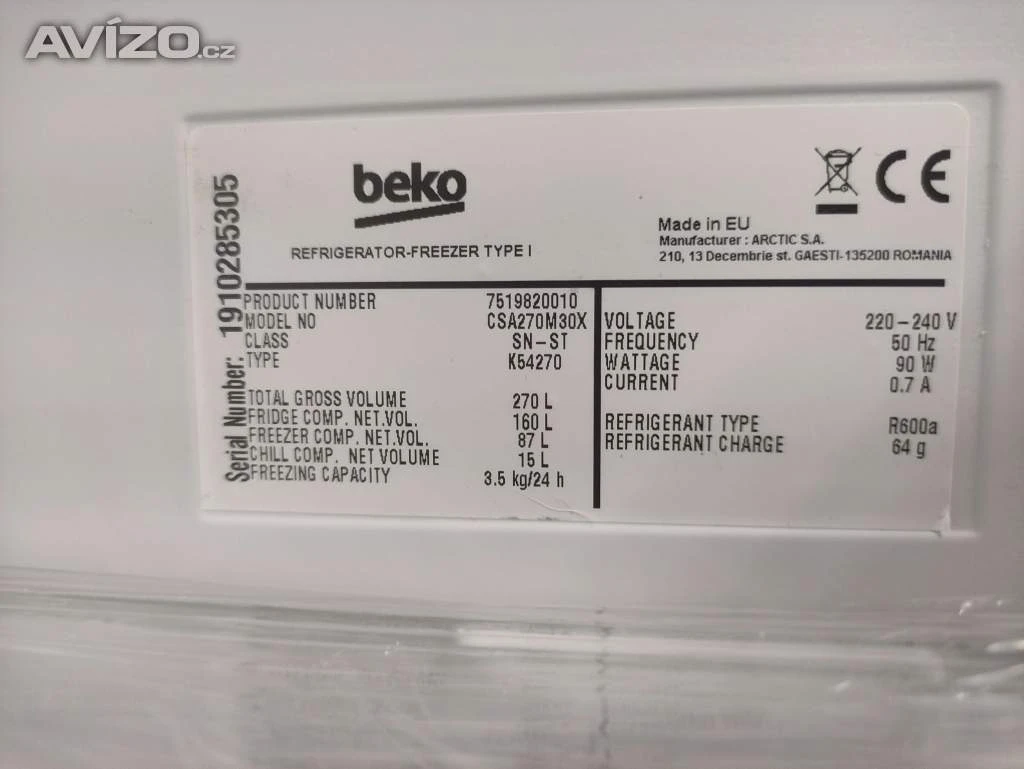 AVÍZO.cz
beko
REFRIGERATOR-FREEZER TYPE I
CE
Made in EU
Manufacturer : ARCTIC S.A.
210, 13 Decembrie st. GAESTI-135200 ROMANIA
Serial Number: 1910285305
PRODUCT NUMBER 7519820010
MODEL NO CSA270M30X
CLASS SN-ST
TYPE K54270
TOTAL GROSS VOLUME 270 L
FRIDGE COMP. NET.VOL. 160 L
FREEZER COMP. NET.VOL. 87 L
CHILL COMP. NET VOLUME 15 L
FREEZING CAPACITY 3.5 kg/24 h
VOLTAGE 220-240 V
FREQUENCY 50 Hz
WATTAGE 90 W
CURRENT 0.7 A
REFRIGERANT TYPE R600a
REFRIGERANT CHARGE 64 g